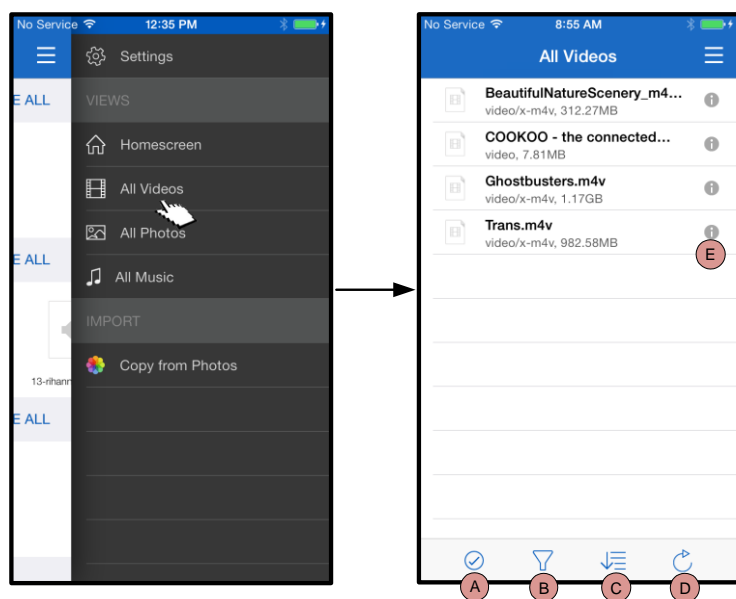 No Service 12:35 PM
Settings
E ALL
VIEWS
Homescreen
All Videos
All Photos
E ALL
All Music
IMPORT
Copy from Photos
13-rihann
E ALL
No Service 8:55 AM
All Videos
BeautifulNatureScenery_m4...
video/x-m4v, 312.27MB
COOKOO - the connected...
video, 7.81MB
Ghostbusters.m4v
video/x-m4v, 1.17GB
Trans.m4v
video/x-m4v, 982.58MB
E
A B C D